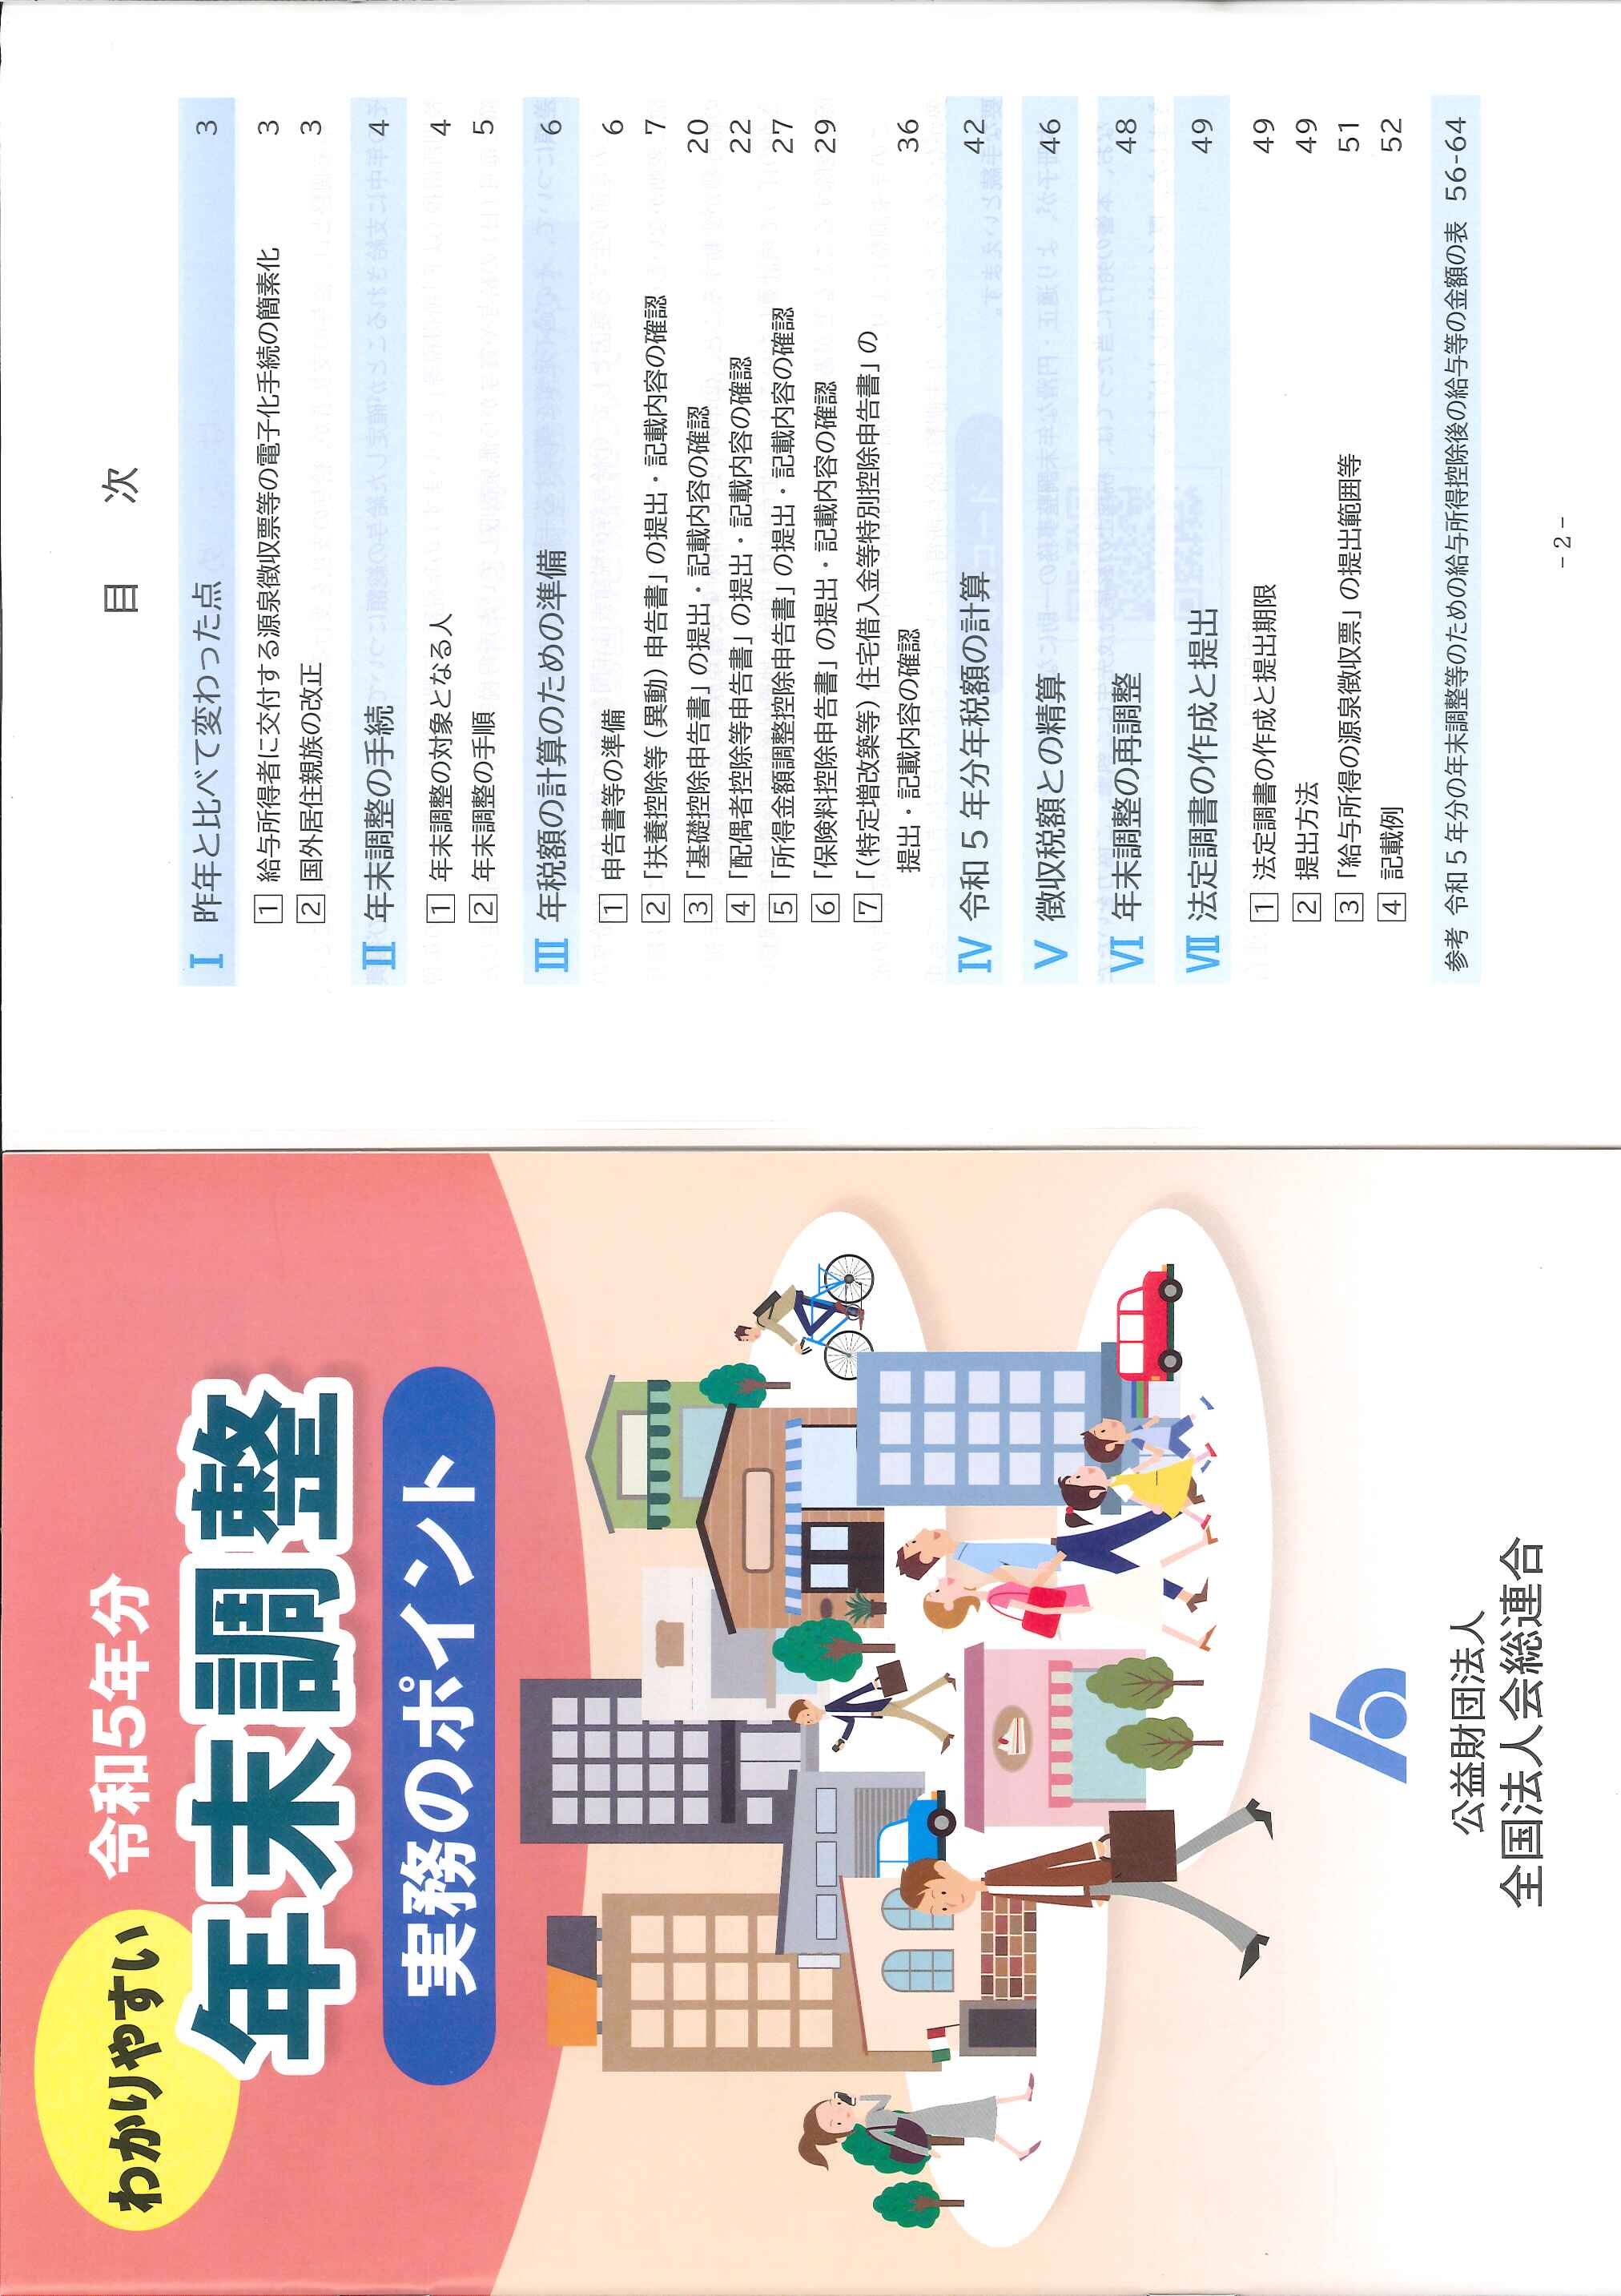 わかりやすい
令和5年分
年末調整
実務のポイント
公益財団法人
全国法人会総連合
目 次
Ⅰ 昨年と比べて変わった点 3
1 給与所得者に交付する源泉徴収票等の電子化手続の簡素化 3
2 国外居住親族の改正 3
Ⅱ 年末調整の手続 4
1 年末調整の対象となる人 4
2 年末調整の手順 5
Ⅲ 年税額の計算のための準備 6
1 申告書等の準備 6
2 「扶養控除等（異動）申告書」の提出・記載内容の確認 7
3 「基礎控除申告書」の提出・記載内容の確認 20
4 「配偶者控除等申告書」の提出・記載内容の確認 22
5 「所得金額調整控除申告書」の提出・記載内容の確認 27
6 「保険料控除申告書」の提出・記載内容の確認 29
7 「（特定増改築等）住宅借入金等特別控除申告書」の
提出・記載内容の確認 36
Ⅳ 令和５年分年税額の計算 42
Ⅴ 徴収税額との精算 46
Ⅵ 年末調整の再調整 48
Ⅶ 法定調書の作成と提出 49
1 法定調書の作成と提出期限 49
2 提出方法 49
3 「給与所得の源泉徴収票」の提出範囲等 51
4 記載例 52
参考 令和５年分の年末調整等のための給与所得控除後の給与等の金額の表 56-64
- 2 -